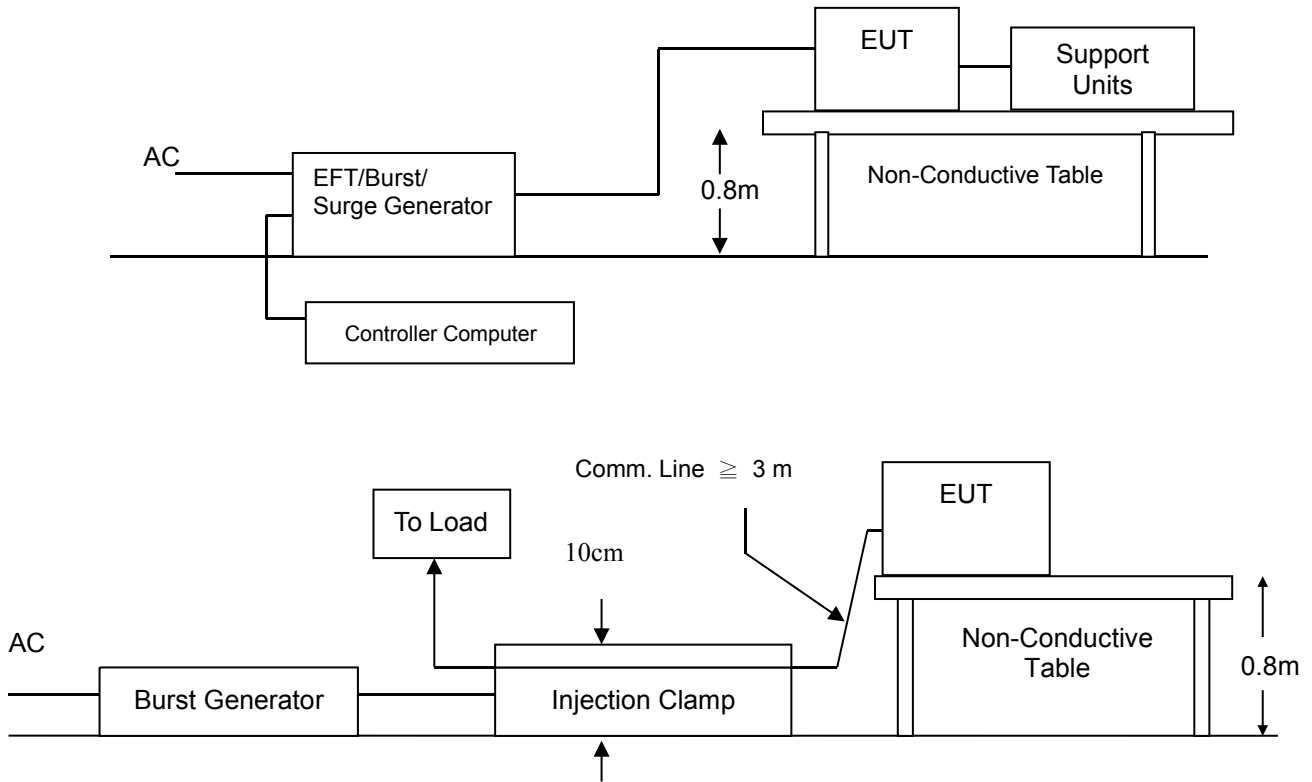 EUT
Support
Units
AC
EFT/Burst/
Surge Generator
0.8m
Non-Conductive Table
Controller Computer
Comm. Line ≧ 3 m
EUT
To Load
10cm
AC
Non-Conductive
Table
0.8m
Burst Generator
Injection Clamp